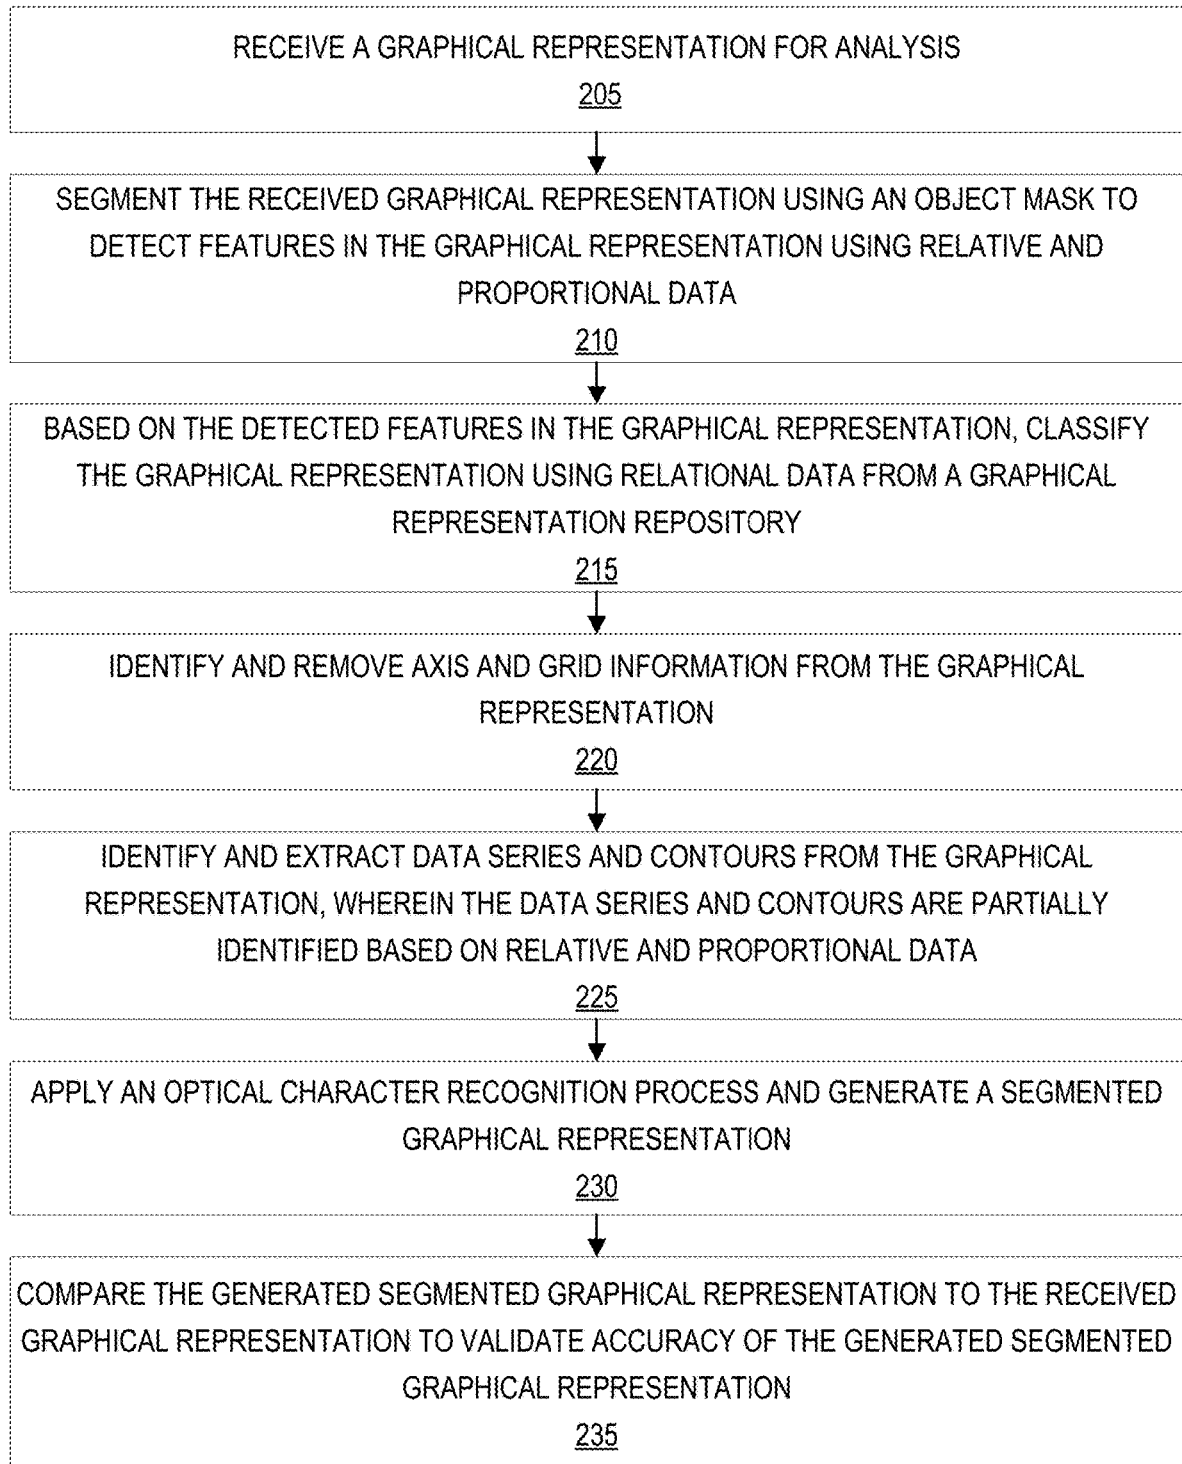 RECEIVE A GRAPHICAL REPRESENTATION FOR ANALYSIS
205
SEGMENT THE RECEIVED GRAPHICAL REPRESENTATION USING AN OBJECT MASK TO
DETECT FEATURES IN THE GRAPHICAL REPRESENTATION USING RELATIVE AND
PROPORTIONAL DATA
210
BASED ON THE DETECTED FEATURES IN THE GRAPHICAL REPRESENTATION, CLASSIFY
THE GRAPHICAL REPRESENTATION USING RELATIONAL DATA FROM A GRAPHICAL
REPRESENTATION REPOSITORY
215
IDENTIFY AND REMOVE AXIS AND GRID INFORMATION FROM THE GRAPHICAL
REPRESENTATION
220
IDENTIFY AND EXTRACT DATA SERIES AND CONTOURS FROM THE GRAPHICAL
REPRESENTATION, WHEREIN THE DATA SERIES AND CONTOURS ARE PARTIALLY
IDENTIFIED BASED ON RELATIVE AND PROPORTIONAL DATA
225
APPLY AN OPTICAL CHARACTER RECOGNITION PROCESS AND GENERATE A SEGMENTED
GRAPHICAL REPRESENTATION
230
COMPARE THE GENERATED SEGMENTED GRAPHICAL REPRESENTATION TO THE RECEIVED
GRAPHICAL REPRESENTATION TO VALIDATE ACCURACY OF THE GENERATED SEGMENTED
GRAPHICAL REPRESENTATION
235